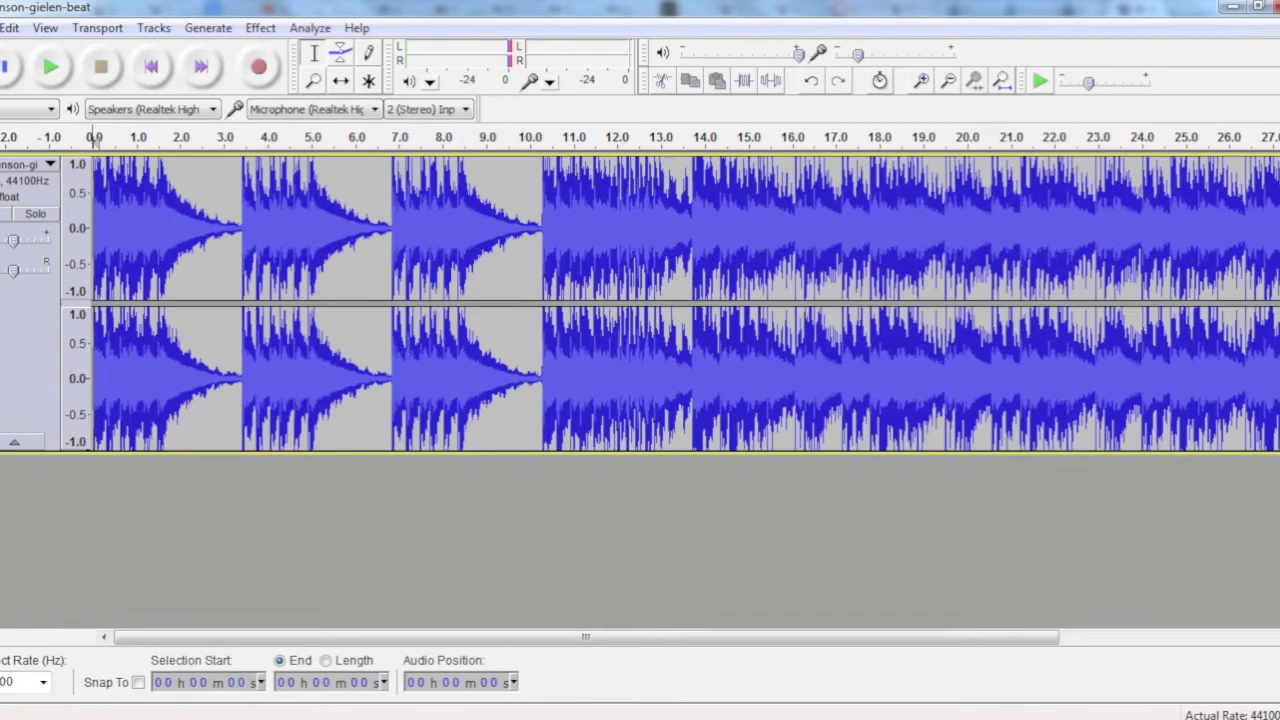 nson-gielen-beat
Edit View Transport Tracks Generate Effect Analyze Help
L L
R R
-24 0 -24 0
Speakers (Realtek High Microphone (Realtek Hig 2 (Stereo) Inp
2.0 -1.0 0.0 1.0 2.0 3.0 4.0 5.0 6.0 7.0 8.0 9.0 10.0 11.0 12.0 13.0 14.0 15.0 16.0 17.0 18.0 19.0 20.0 21.0 22.0 23.0 24.0 25.0 26.0 27.0
enson-gi 1.0
, 44100Hz
float 0.5-
Solo
0.0-
+
R -0.5-
-1.0
1.0
0.5-
0.0-
-0.5-
-1.0
ct Rate (Hz): Selection Start: End Length Audio Position:
00 Snap To 00 h 00 m 00 s 00 h 00 m 00 s 00 h 00 m 00 s
Actual Rate: 44100